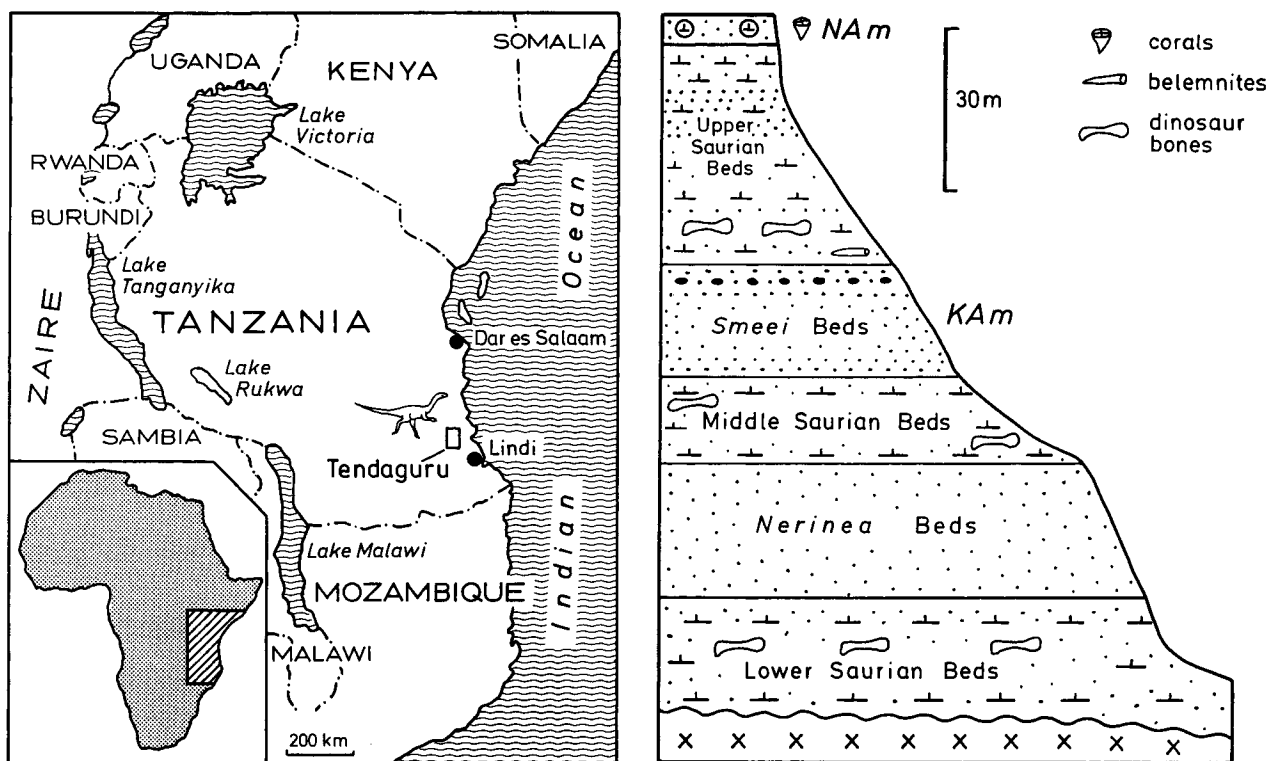 UGANDA
KENYA
SOMALIA
Lake
Victoria
RWANDA
BURUNDI
Lake
Tanganyika
ZAIRE
TANZANIA
Dar es Salaam
Lake
Rukwa
SAMBIA
Tendaguru
Lindi
Lake Malawi
MOZAMBIQUE
MALAWI
Indian Ocean
200 km
NAm
30m
corals
belemnites
dinosaur
bones
Upper
Saurian
Beds
Smeei Beds
KAm
Middle Saurian Beds
Nerinea Beds
Lower Saurian Beds
x x x x x x x x x x